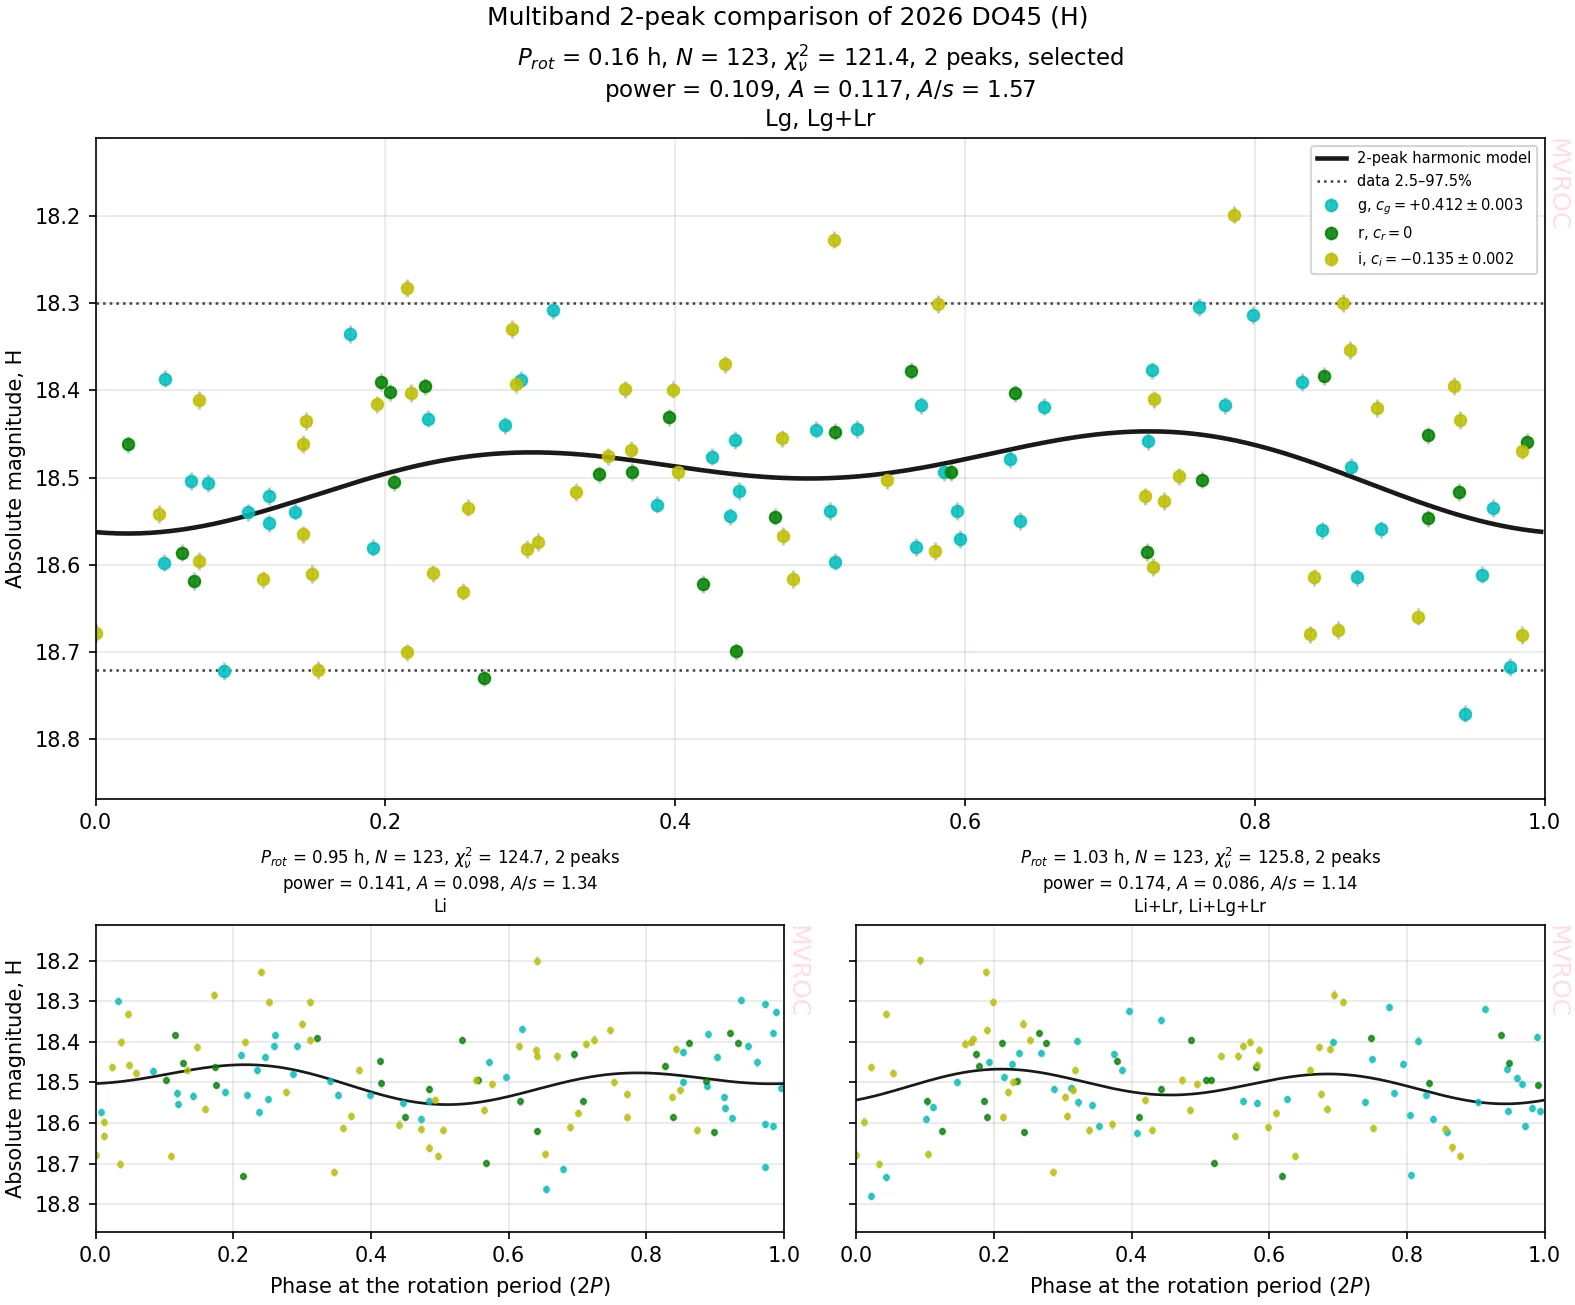 Multiband 2-peak comparison of 2026 DO45 (H)
P_rot = 0.16 h, N = 123, χ²_ν = 121.4, 2 peaks, selected
power = 0.109, A = 0.117, A/s = 1.57
Lg, Lg+Lr
2-peak harmonic model
data 2.5–97.5%
g, c_g = +0.412 ± 0.003
r, c_r = 0
i, c_i = −0.135 ± 0.002
MVROC
Absolute magnitude, H
18.2
18.3
18.4
18.5
18.6
18.7
18.8
0.0 0.2 0.4 0.6 0.8 1.0
P_rot = 0.95 h, N = 123, χ²_ν = 124.7, 2 peaks
power = 0.141, A = 0.098, A/s = 1.34
Li
MVROC
Absolute magnitude, H
18.2
18.3
18.4
18.5
18.6
18.7
18.8
0.0 0.2 0.4 0.6 0.8 1.0
Phase at the rotation period (2P)
P_rot = 1.03 h, N = 123, χ²_ν = 125.8, 2 peaks
power = 0.174, A = 0.086, A/s = 1.14
Li+Lr, Li+Lg+Lr
MVROC
0.0 0.2 0.4 0.6 0.8 1.0
Phase at the rotation period (2P)